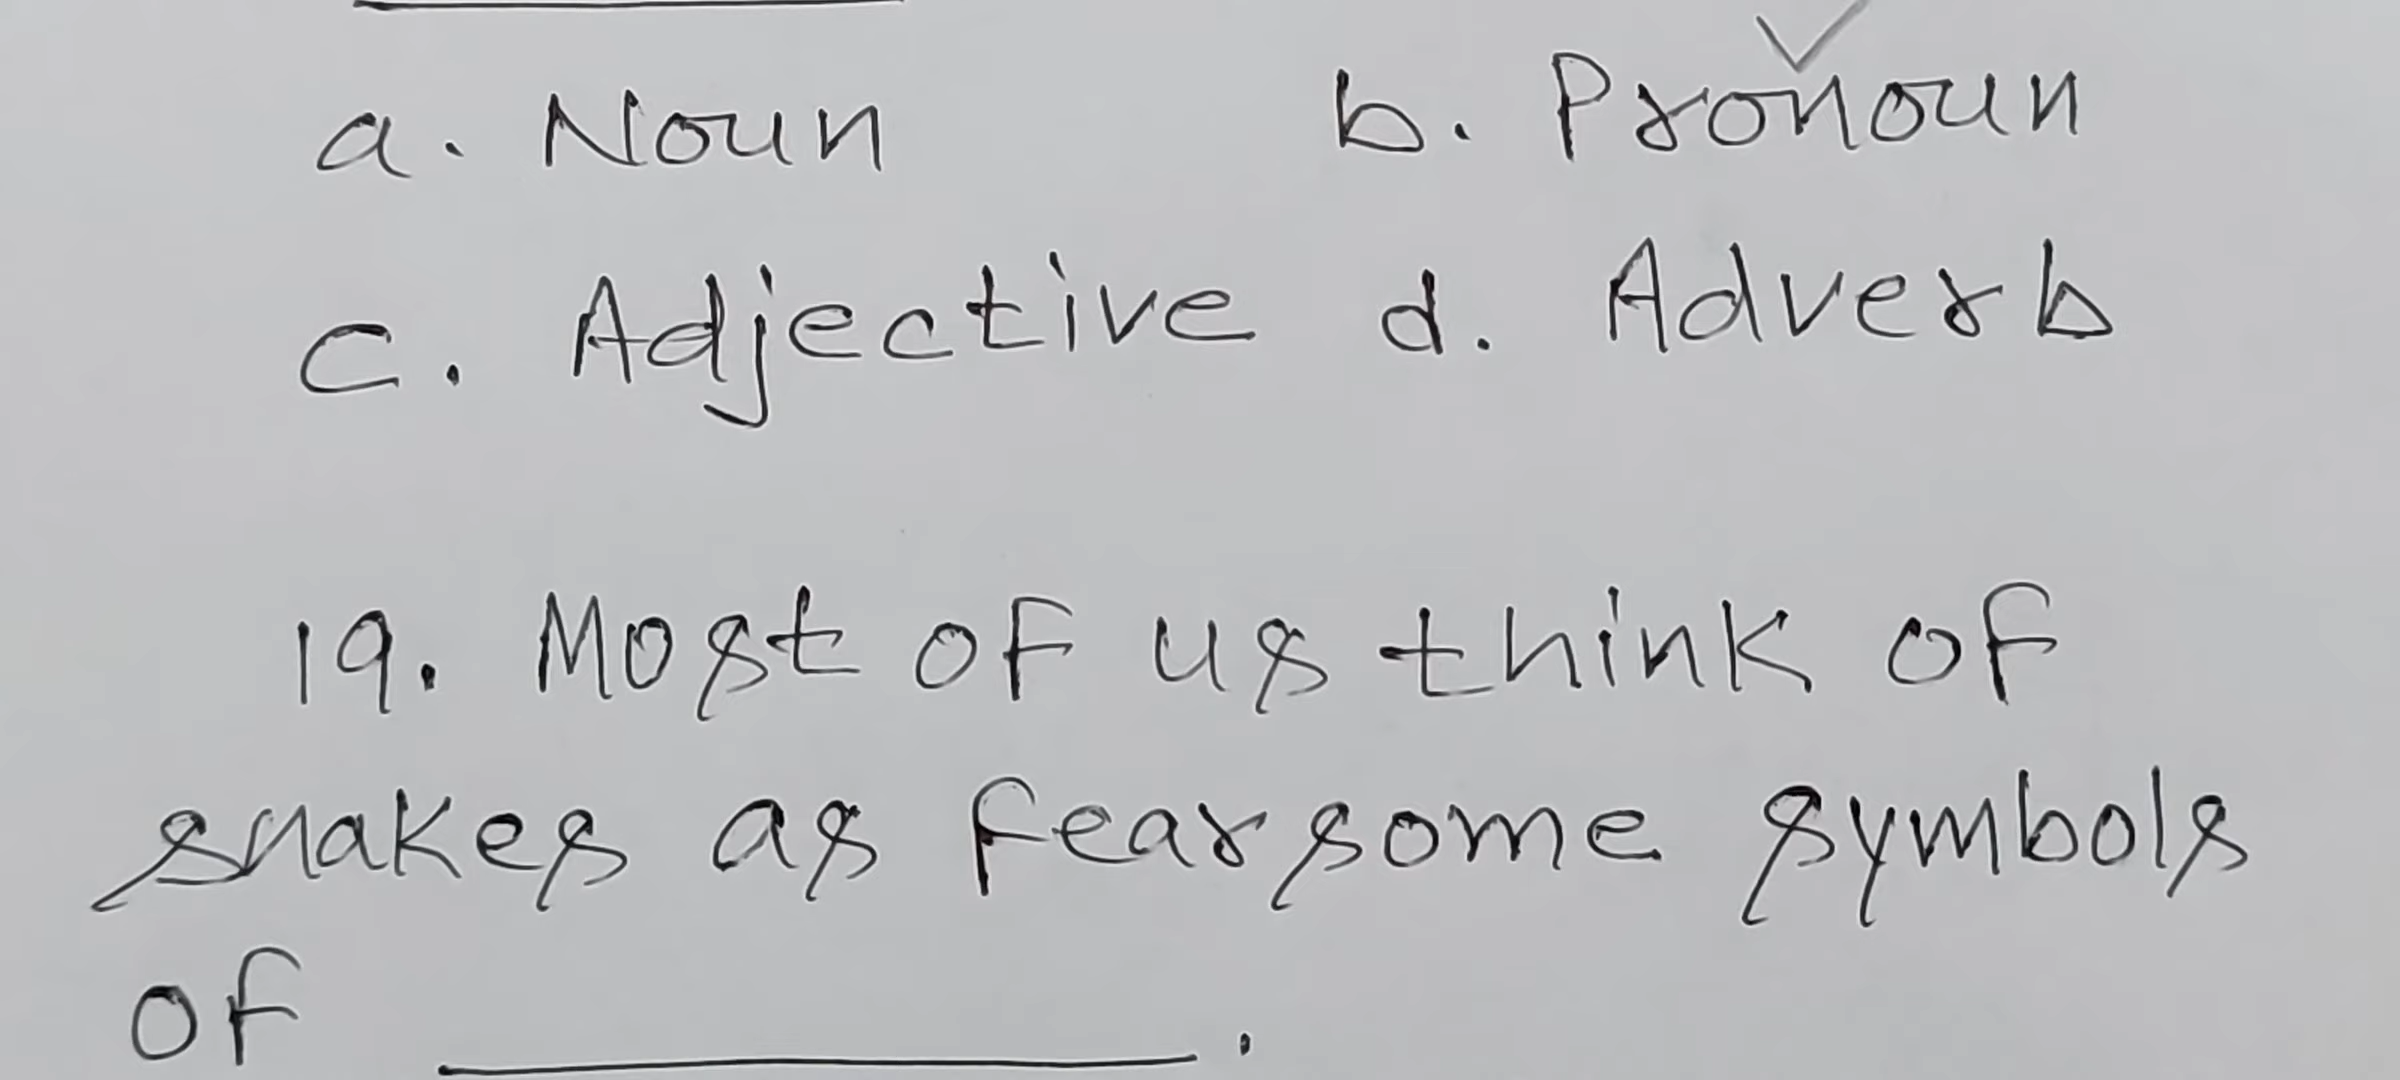 a. Noun b. Pronoun
c. Adjective d. Adverb
19. Most of us think of
snakes as fearsome symbols
of ________.